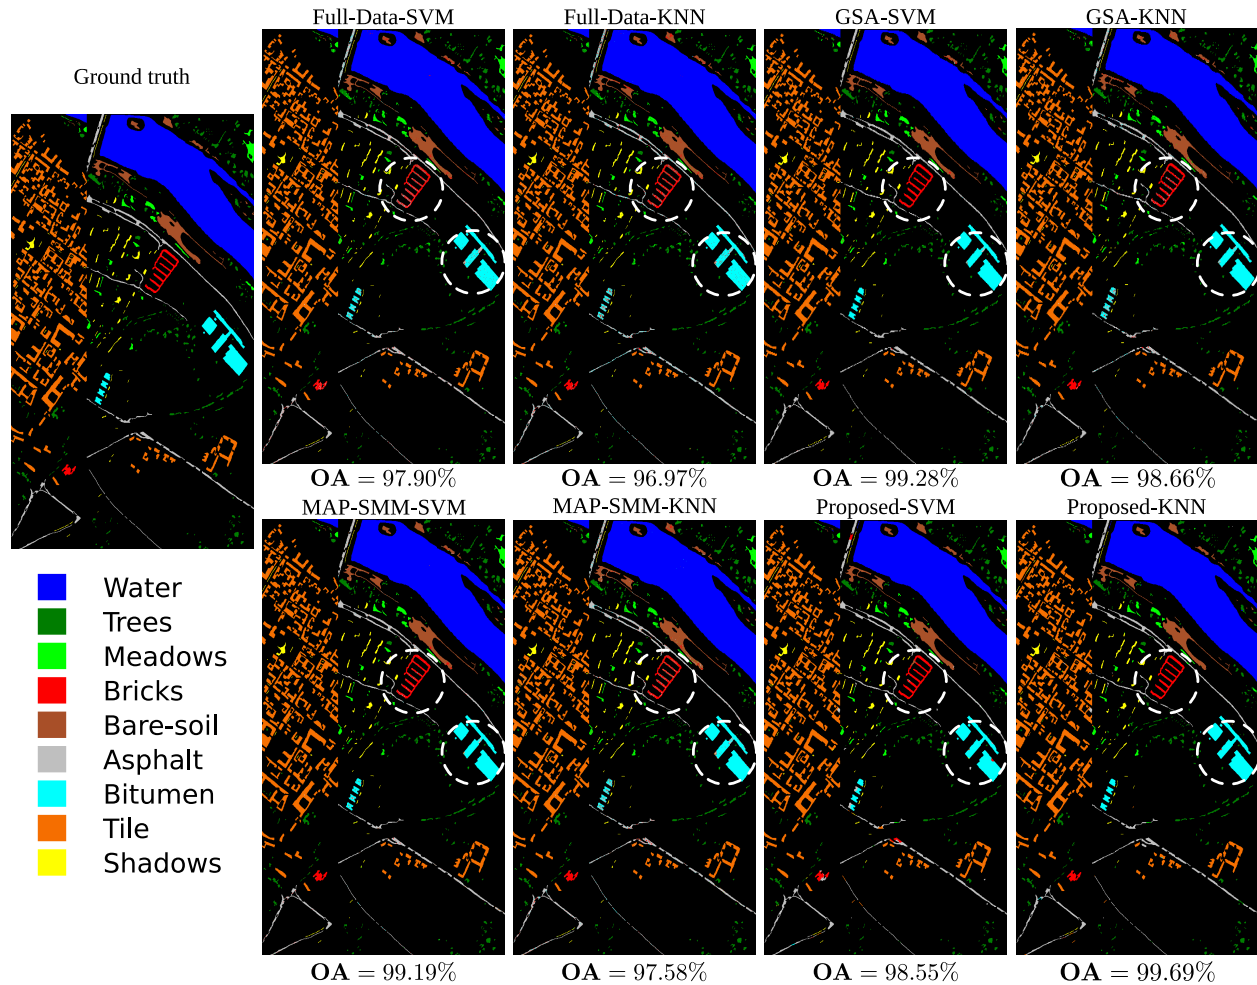 Full-Data-SVM
Full-Data-KNN
GSA-SVM
GSA-KNN
Ground truth
OA = 97.90%
OA = 96.97%
OA = 99.28%
OA = 98.66%
MAP-SMM-SVM
MAP-SMM-KNN
Proposed-SVM
Proposed-KNN
Water
Trees
Meadows
Bricks
Bare-soil
Asphalt
Bitumen
Tile
Shadows
OA = 99.19%
OA = 97.58%
OA = 98.55%
OA = 99.69%